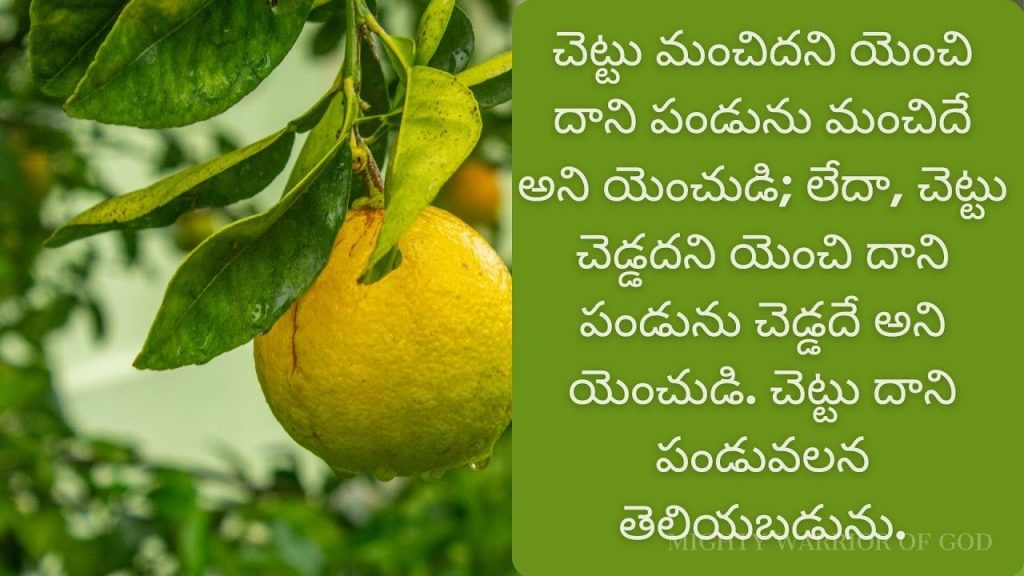 చెట్టు మంచిదని యెంచి
దాని పండును మంచిదే
అని యెంచుడి; లేదా, చెట్టు
చెడ్డదని యెంచి దాని
పండును చెడ్డదే అని
యెంచుడి. చెట్టు దాని
పండువలన
తెలియబడును.
MIGHTY WARRIOR OF GOD